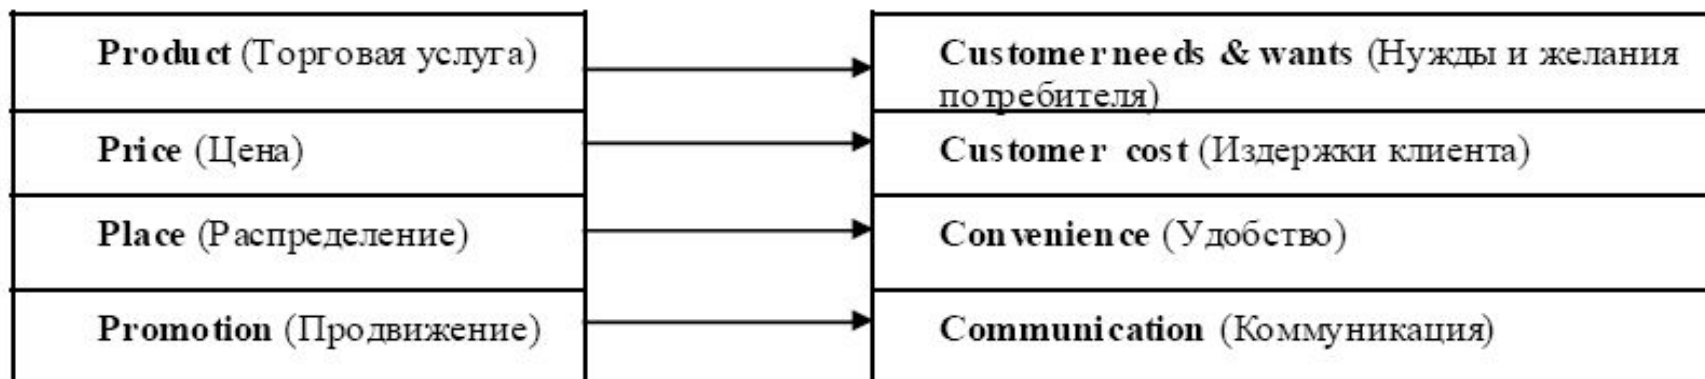 Product (Торговая услуга)
Customer needs & wants (Нужды и желания
потребителя)
Price (Цена)
Customer cost (Издержки клиента)
Place (Распределение)
Convenience (Удобство)
Promotion (Продвижение)
Communication (Коммуникация)